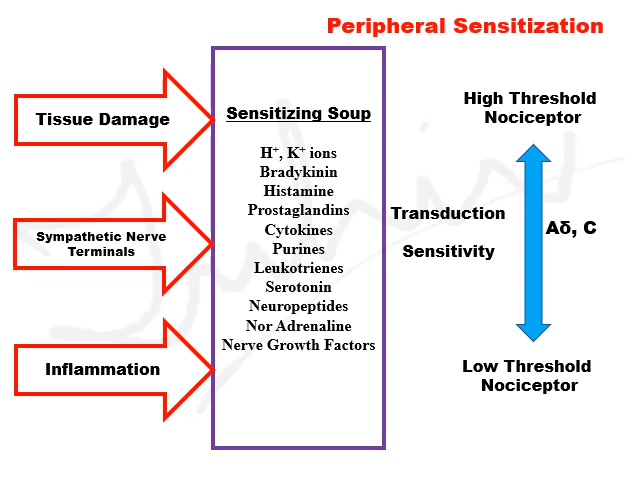 Peripheral Sensitization
Tissue Damage
Sympathetic Nerve
Terminals
Inflammation
Sensitizing Soup
H+, K+ ions
Bradykinin
Histamine
Prostaglandins
Cytokines
Purines
Leukotrienes
Serotonin
Neuropeptides
Nor Adrenaline
Nerve Growth Factors
Transduction
Sensitivity
High Threshold
Nociceptor
Aδ, C
Low Threshold
Nociceptor